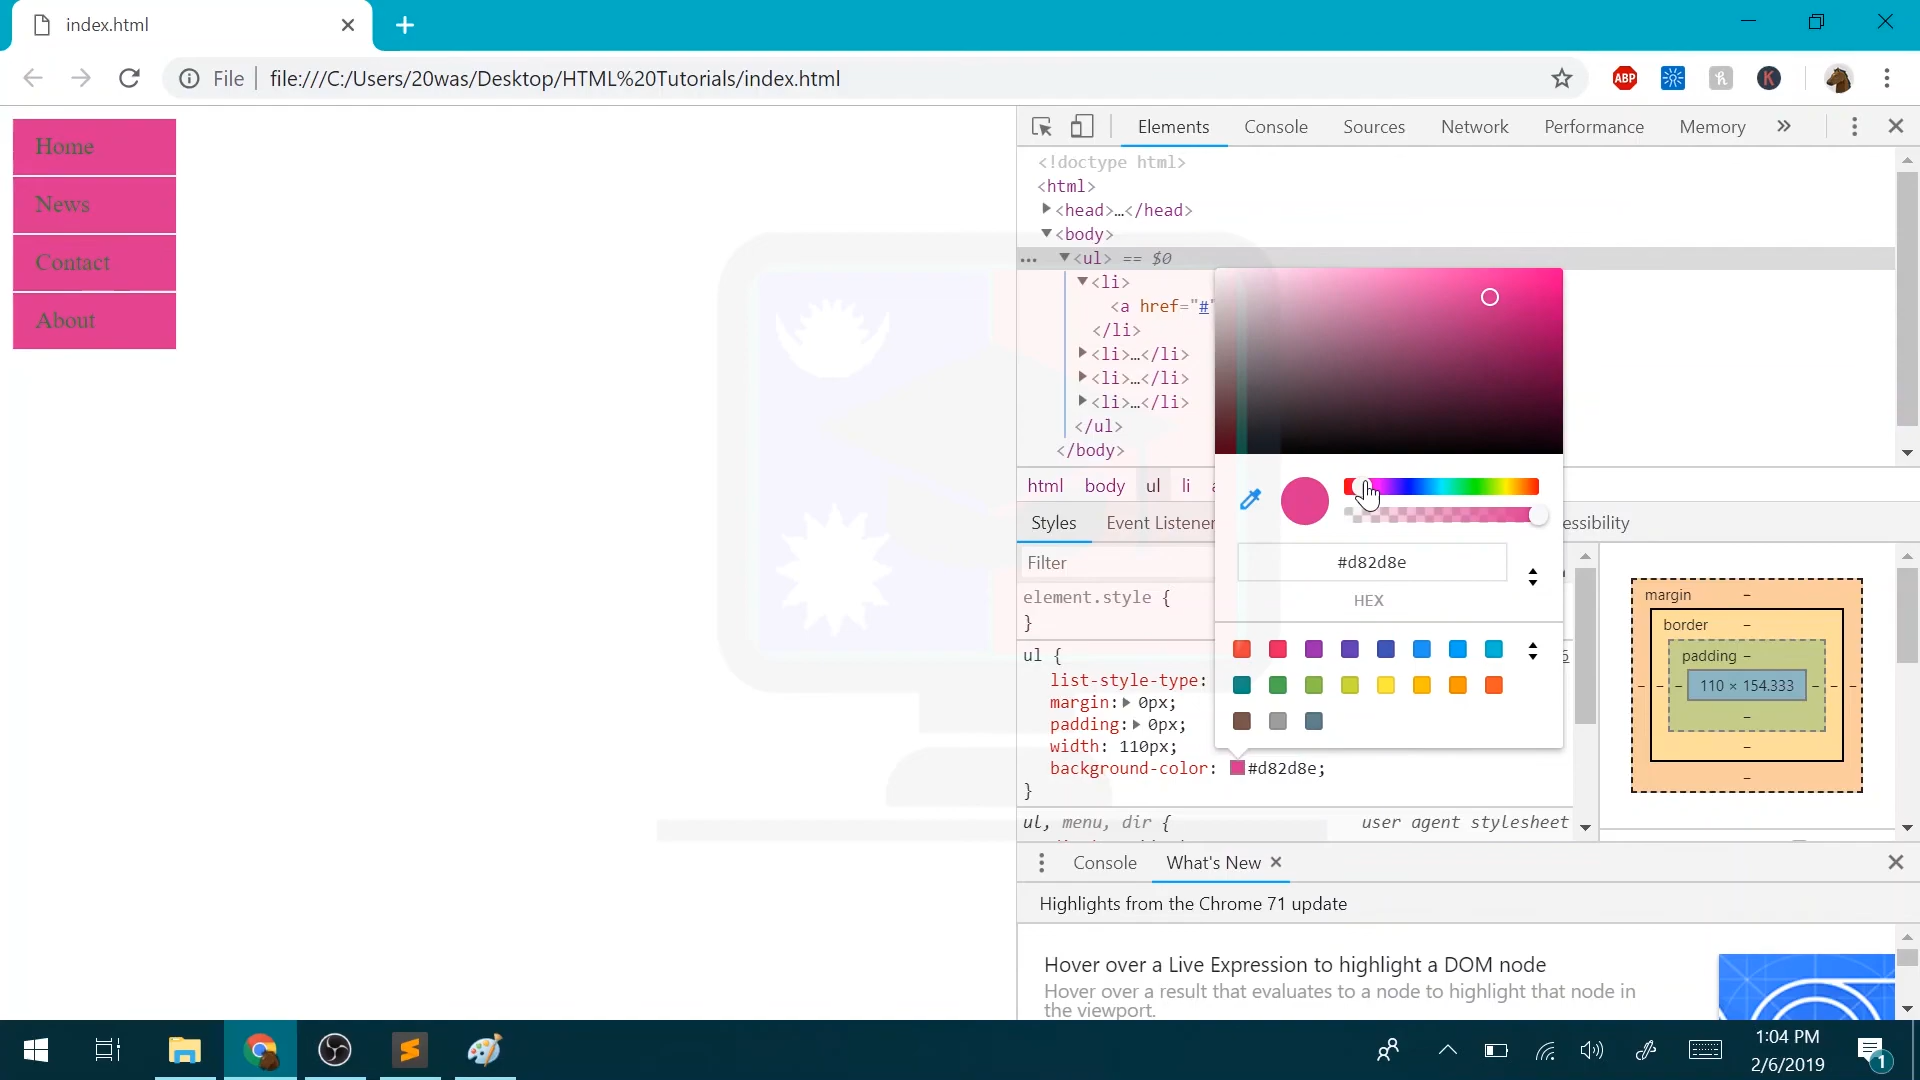 index.html
File file:///C:/Users/20was/Desktop/HTML%20Tutorials/index.html
ABP
h
K
Home
News
Contact
About
Elements Console Sources Network Performance Memory
<!doctype html>
<html>
<head>…</head>
<body>
… <ul> == $0
<li>
<a href="#"
</li>
<li>…</li>
<li>…</li>
<li>…</li>
</ul>
</body>
html body ul li
Styles Event Listener essibility
Filter
#d82d8e
HEX
element.style {
}
ul {
list-style-type:
margin: 0px;
padding: 0px;
width: 110px;
background-color: #d82d8e;
}
ul, menu, dir { user agent stylesheet
margin –
border –
padding –
– – – 110 × 154.333 – – –
–
–
–
Console What's New
Highlights from the Chrome 71 update
Hover over a Live Expression to highlight a DOM node
Hover over a result that evaluates to a node to highlight that node in
the viewport.
1:04 PM
2/6/2019
1